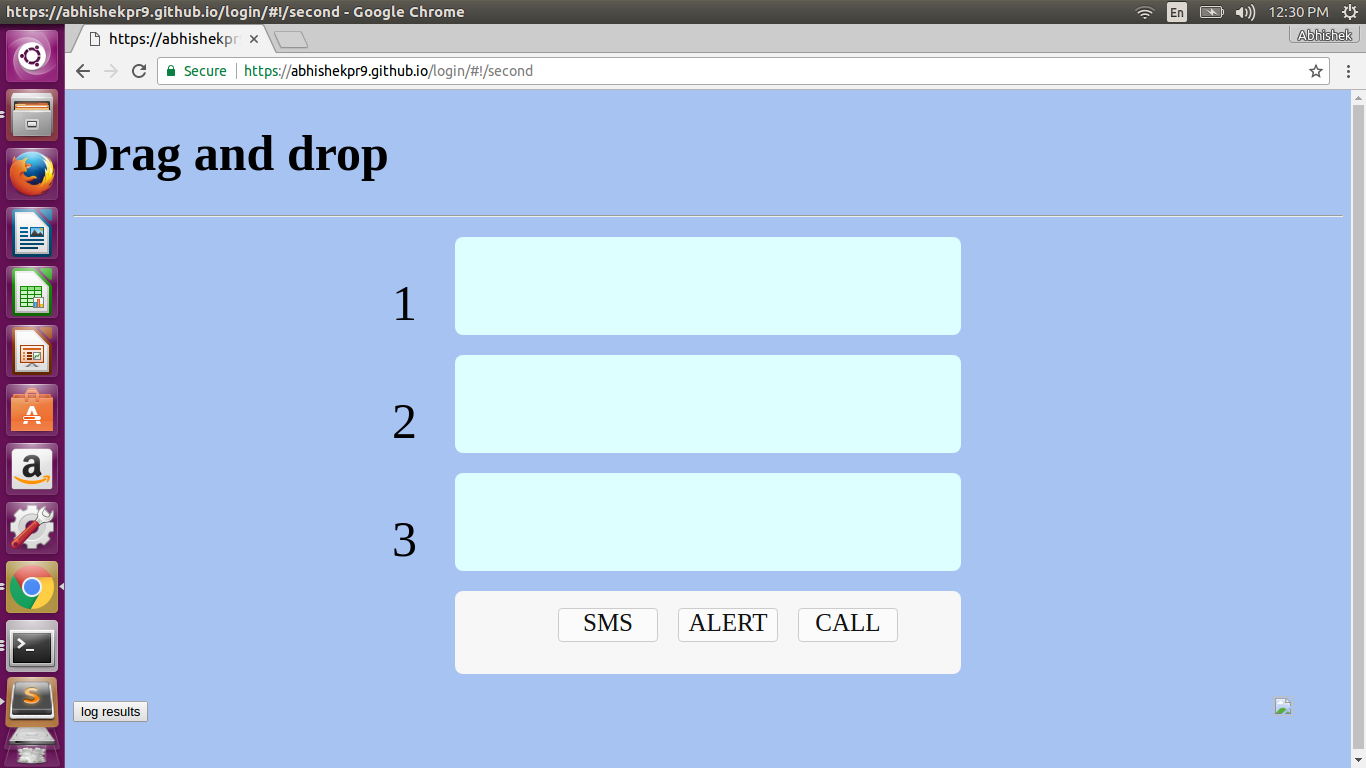 https://abhishekpr9.github.io/login/#!/second - Google Chrome
En
12:30 PM
https://abhishekpr
Abhishek
Secure
https://abhishekpr9.github.io/login/#!/second
Drag and drop
1
2
3
SMS ALERT CALL
log results